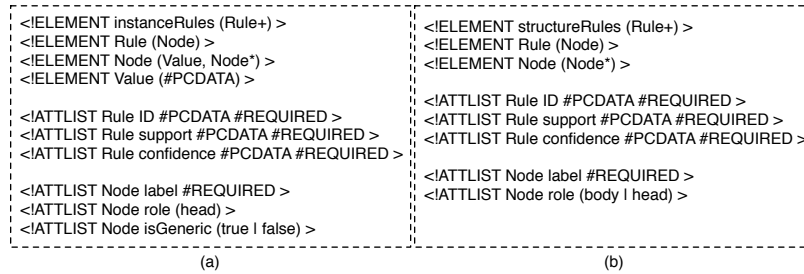 <!ELEMENT instanceRules (Rule+) >
<!ELEMENT Rule (Node) >
<!ELEMENT Node (Value, Node*) >
<!ELEMENT Value (#PCDATA) >
<!ATTLIST Rule ID #PCDATA #REQUIRED >
<!ATTLIST Rule support #PCDATA #REQUIRED >
<!ATTLIST Rule confidence #PCDATA #REQUIRED >
<!ATTLIST Node label #REQUIRED >
<!ATTLIST Node role (head) >
<!ATTLIST Node isGeneric (true | false) >
(a)
<!ELEMENT structureRules (Rule+) >
<!ELEMENT Rule (Node) >
<!ELEMENT Node (Node*) >
<!ATTLIST Rule ID #PCDATA #REQUIRED >
<!ATTLIST Rule support #PCDATA #REQUIRED >
<!ATTLIST Rule confidence #PCDATA #REQUIRED >
<!ATTLIST Node label #REQUIRED >
<!ATTLIST Node role (body | head) >
(b)